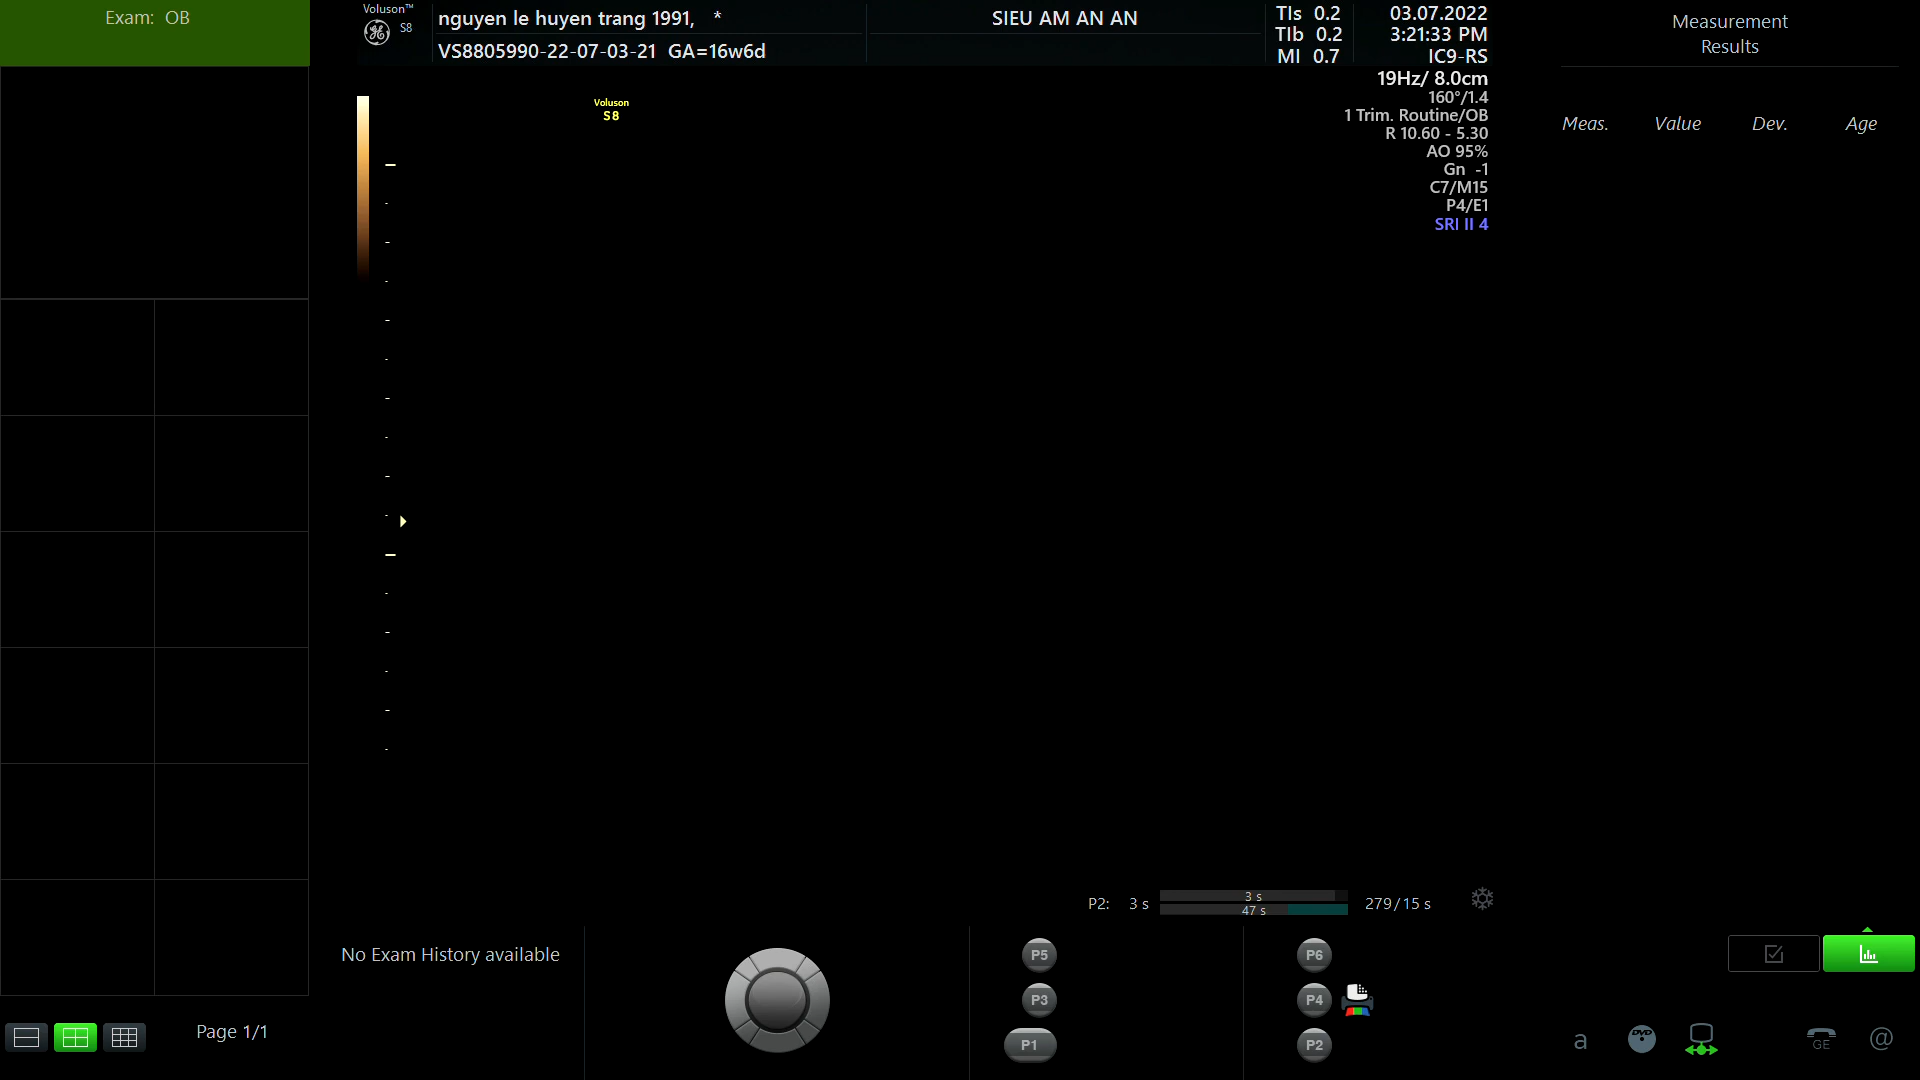 Exam: OB
Voluson™
S8
nguyen le huyen trang 1991, *
VS8805990-22-07-03-21 GA=16w6d
SIEU AM AN AN
TIs 0.2
TIb 0.2
MI 0.7
03.07.2022
3:21:33 PM
IC9-RS
19Hz/ 8.0cm
160°/1.4
1 Trim. Routine/OB
R 10.60 - 5.30
AO 95%
Gn -1
C7/M15
P4/E1
SRI II 4
Voluson
S8
Measurement
Results
Meas. Value Dev. Age
P2: 3 s
3 s
47 s
279/15 s
No Exam History available
P5
P3
P1
P6
P4
P2
Page 1/1
a
DVD
GE
@